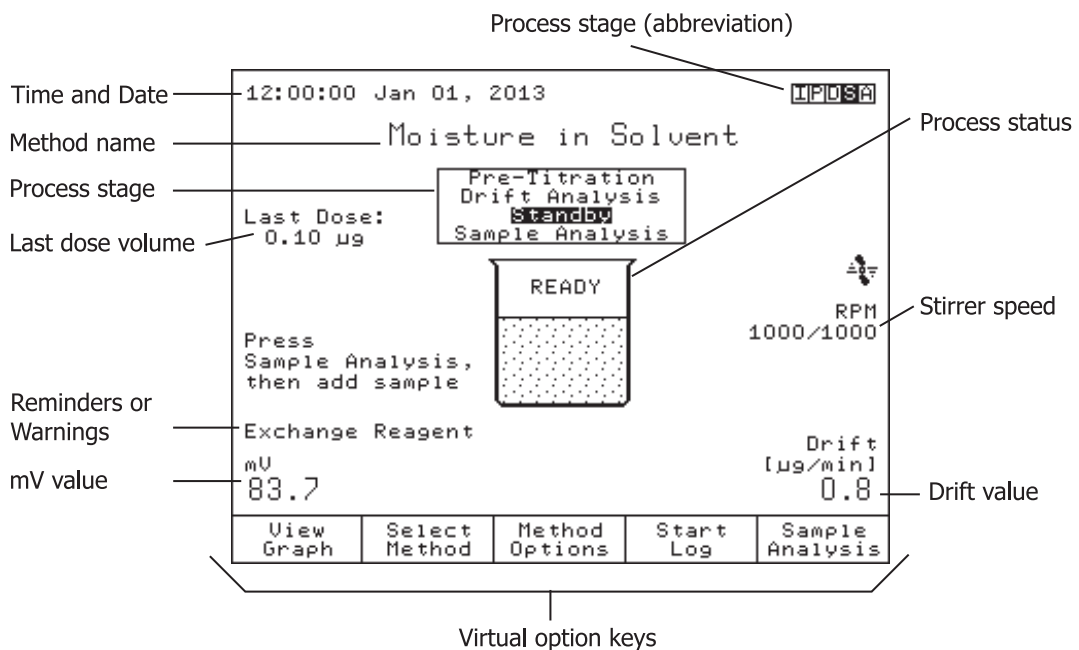 Process stage (abbreviation)
Time and Date
12:00:00 Jan 01, 2013
IPDSA
Process status
Method name
Moisture in Solvent
Process stage
Pre-Titration
Drift Analysis
Standby
Sample Analysis
Last Dose:
Last dose volume
0.10 µg
READY
RPM
1000/1000
Stirrer speed
Press
Sample Analysis,
then add sample
Reminders or
Warnings
Exchange Reagent
mV value
mV
83.7
Drift
[µg/min]
0.8
Drift value
View
Graph
Select
Method
Method
Options
Start
Log
Sample
Analysis
Virtual option keys